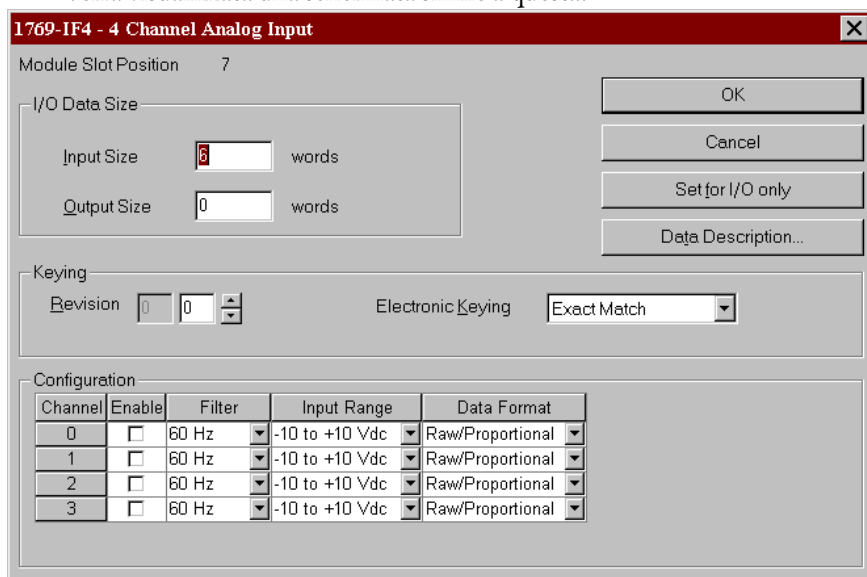 1769-IF4 - 4 Channel Analog Input
Module Slot Position 7
I/O Data Size
Input Size 6 words
Output Size 0 words
OK
Cancel
Set for I/O only
Data Description...
Keying
Revision 0 0
Electronic Keying Exact Match
Configuration
Channel Enable Filter Input Range Data Format
0 60 Hz -10 to +10 Vdc Raw/Proportional
1 60 Hz -10 to +10 Vdc Raw/Proportional
2 60 Hz -10 to +10 Vdc Raw/Proportional
3 60 Hz -10 to +10 Vdc Raw/Proportional